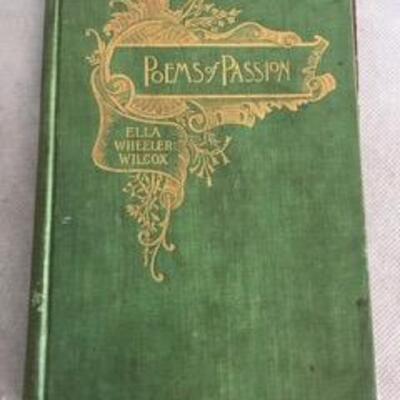 POEMS of PASSION
ELLA
WHEELER
WILCOX